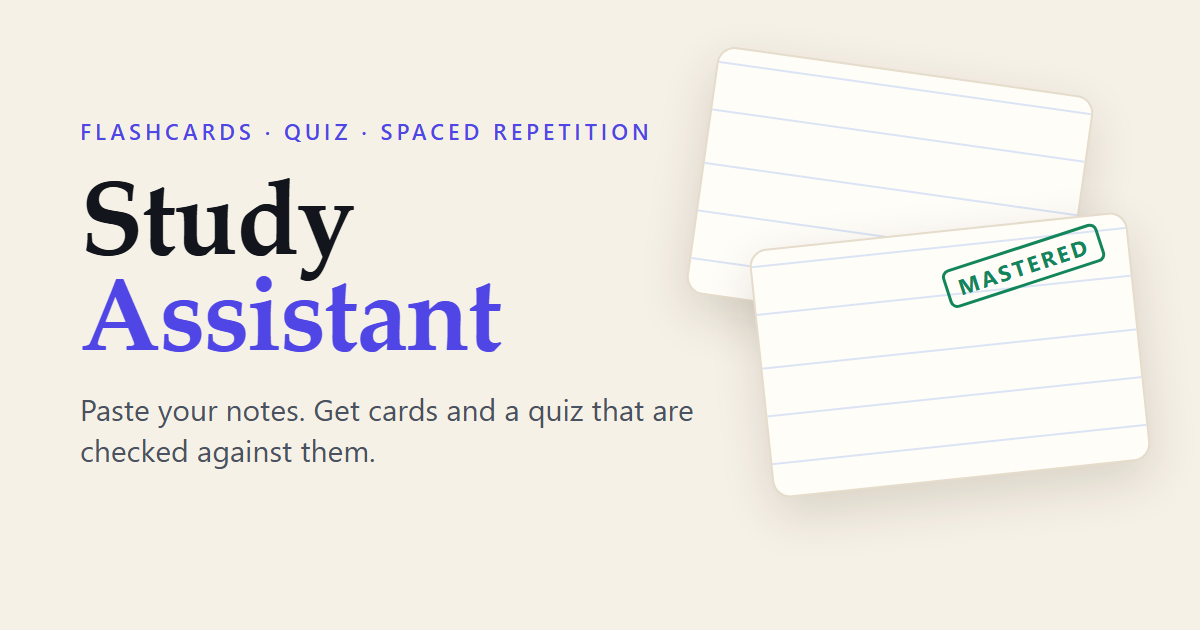 FLASHCARDS · QUIZ · SPACED REPETITION
Study
Assistant
Paste your notes. Get cards and a quiz that are
checked against them.
MASTERED